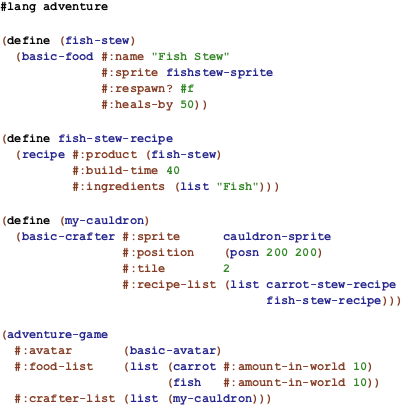 #lang adventure
(define (fish-stew)
(basic-food #:name "Fish Stew"
#:sprite fishstew-sprite
#:respawn? #f
#:heals-by 50))
(define fish-stew-recipe
(recipe #:product (fish-stew)
#:build-time 40
#:ingredients (list "Fish")))
(define (my-cauldron)
(basic-crafter #:sprite cauldron-sprite
#:position (posn 200 200)
#:tile 2
#:recipe-list (list carrot-stew-recipe
fish-stew-recipe)))
(adventure-game
#:avatar (basic-avatar)
#:food-list (list (carrot #:amount-in-world 10)
(fish #:amount-in-world 10))
#:crafter-list (list (my-cauldron)))